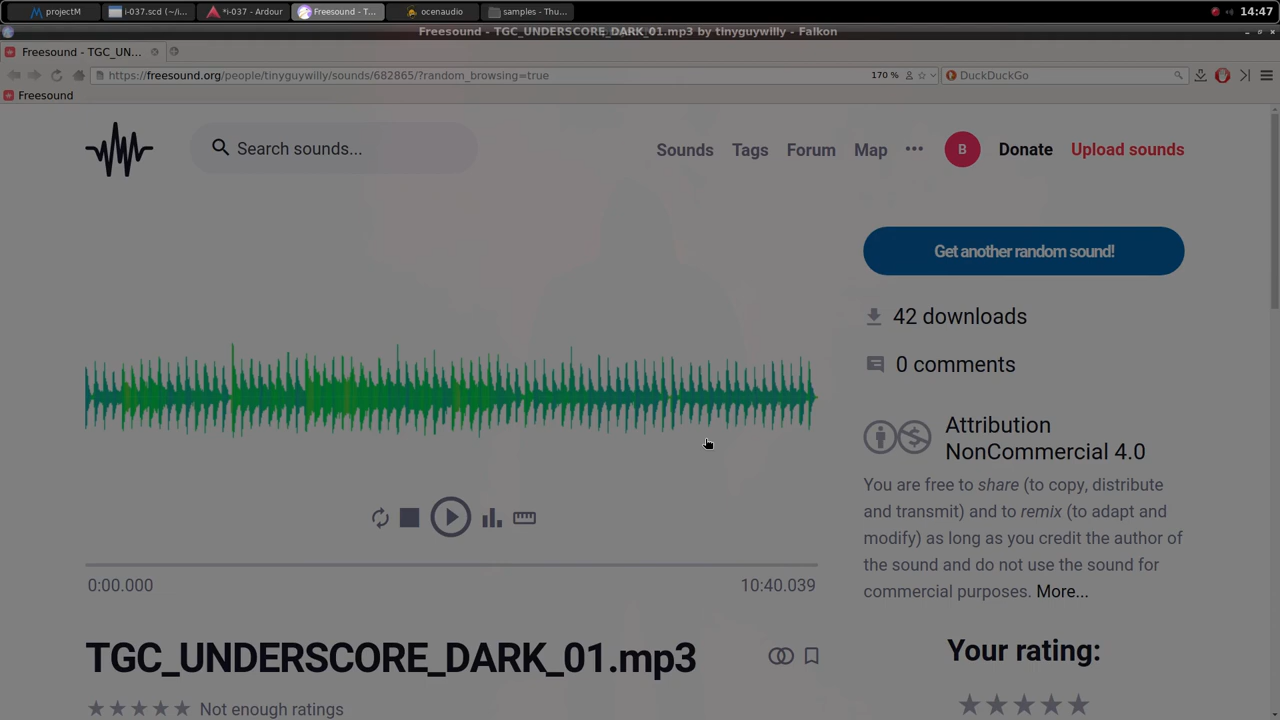 projectM
i-037.scd (~/i...
*i-037 - Ardour
Freesound - T...
ocenaudio
samples - Thu...
14:47
Freesound - TGC_UNDERSCORE_DARK_01.mp3 by tinyguywilly - Falkon
Freesound - TGC_UN...
https://freesound.org/people/tinyguywilly/sounds/682865/?random_browsing=true
170 %
DuckDuckGo
Freesound
Search sounds...
Sounds
Tags
Forum
Map
B
Donate
Upload sounds
Get another random sound!
42 downloads
0 comments
Attribution
NonCommercial 4.0
You are free to share (to copy, distribute
and transmit) and to remix (to adapt and
modify) as long as you credit the author of
the sound and do not use the sound for
commercial purposes. More...
0:00.000
10:40.039
TGC_UNDERSCORE_DARK_01.mp3
Not enough ratings
Your rating: